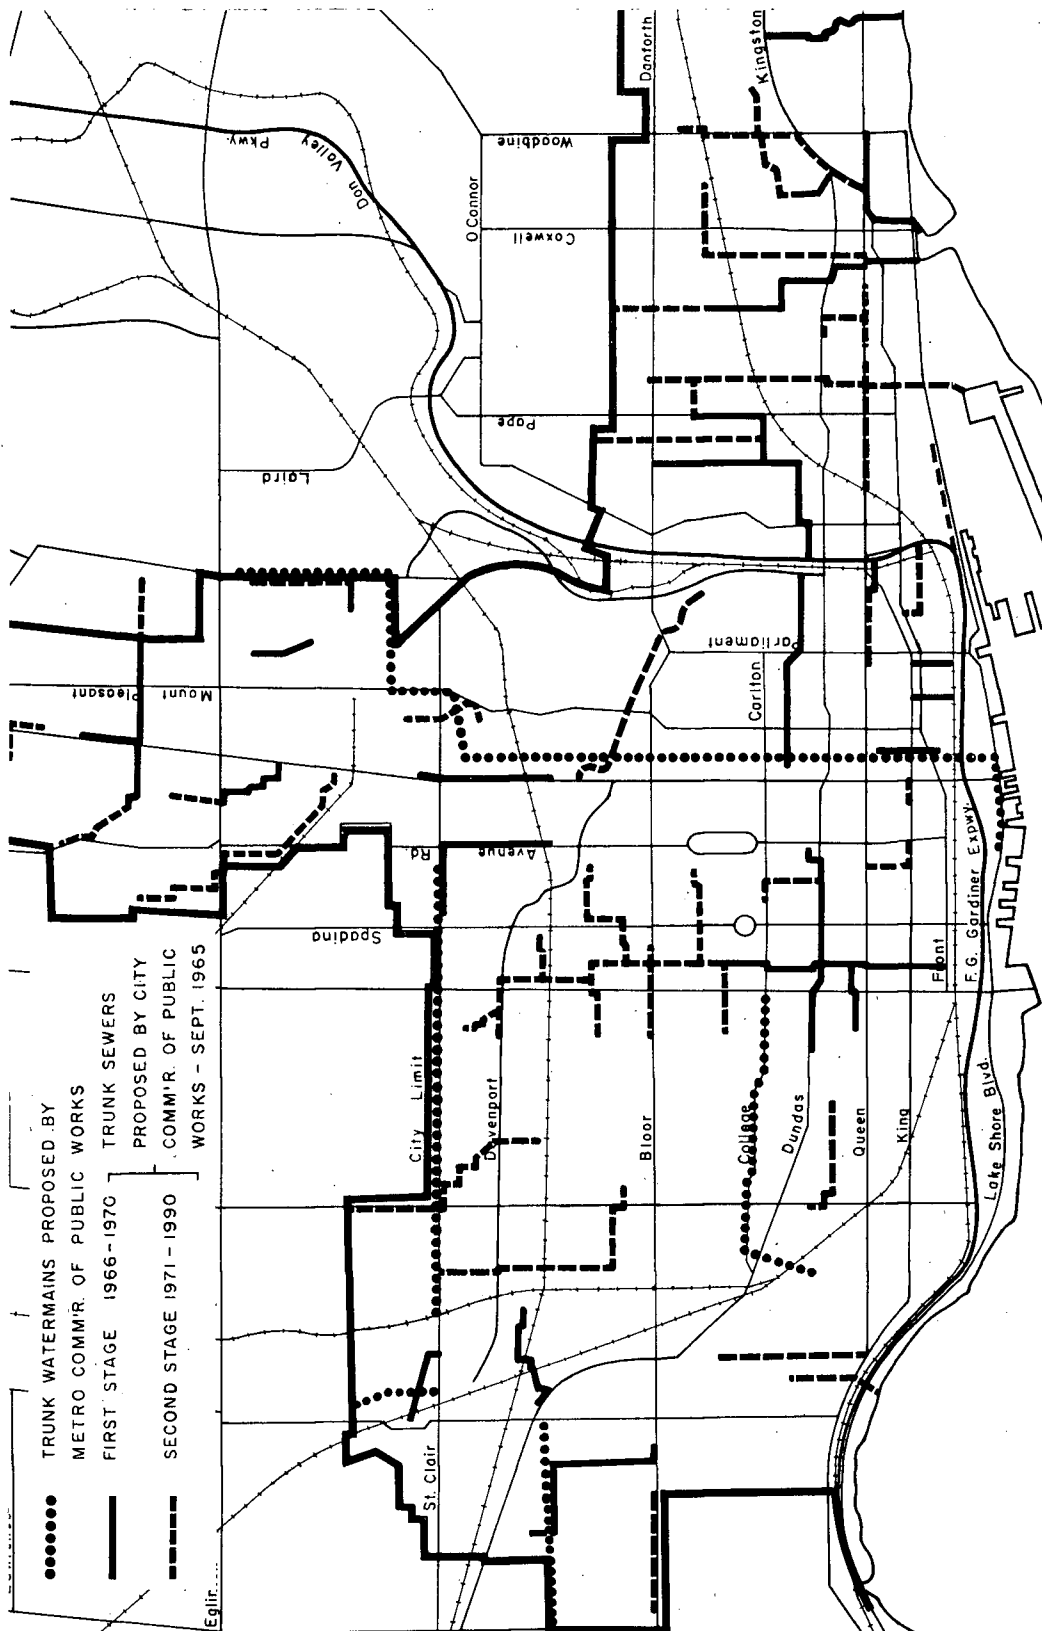 TRUNK WATERMAINS PROPOSED BY
METRO COMM'R. OF PUBLIC WORKS
FIRST STAGE 1966-1970
SECOND STAGE 1971-1990
TRUNK SEWERS
PROPOSED BY CITY
COMM'R. OF PUBLIC
WORKS - SEPT. 1965
Eglin
St. Clair
City Limit
Davenport
Bloor
College
Dundas
Queen
King
Front
F.G. Gardiner Expwy.
Lake Shore Blvd.
Spadina
Avenue
Rd.
Mount
Pleasant
Parliament
Carlton
Laird
Pape
O'Connor
Coxwell
Woodbine
Don Valley
Pkwy.
Danforth
Kingston